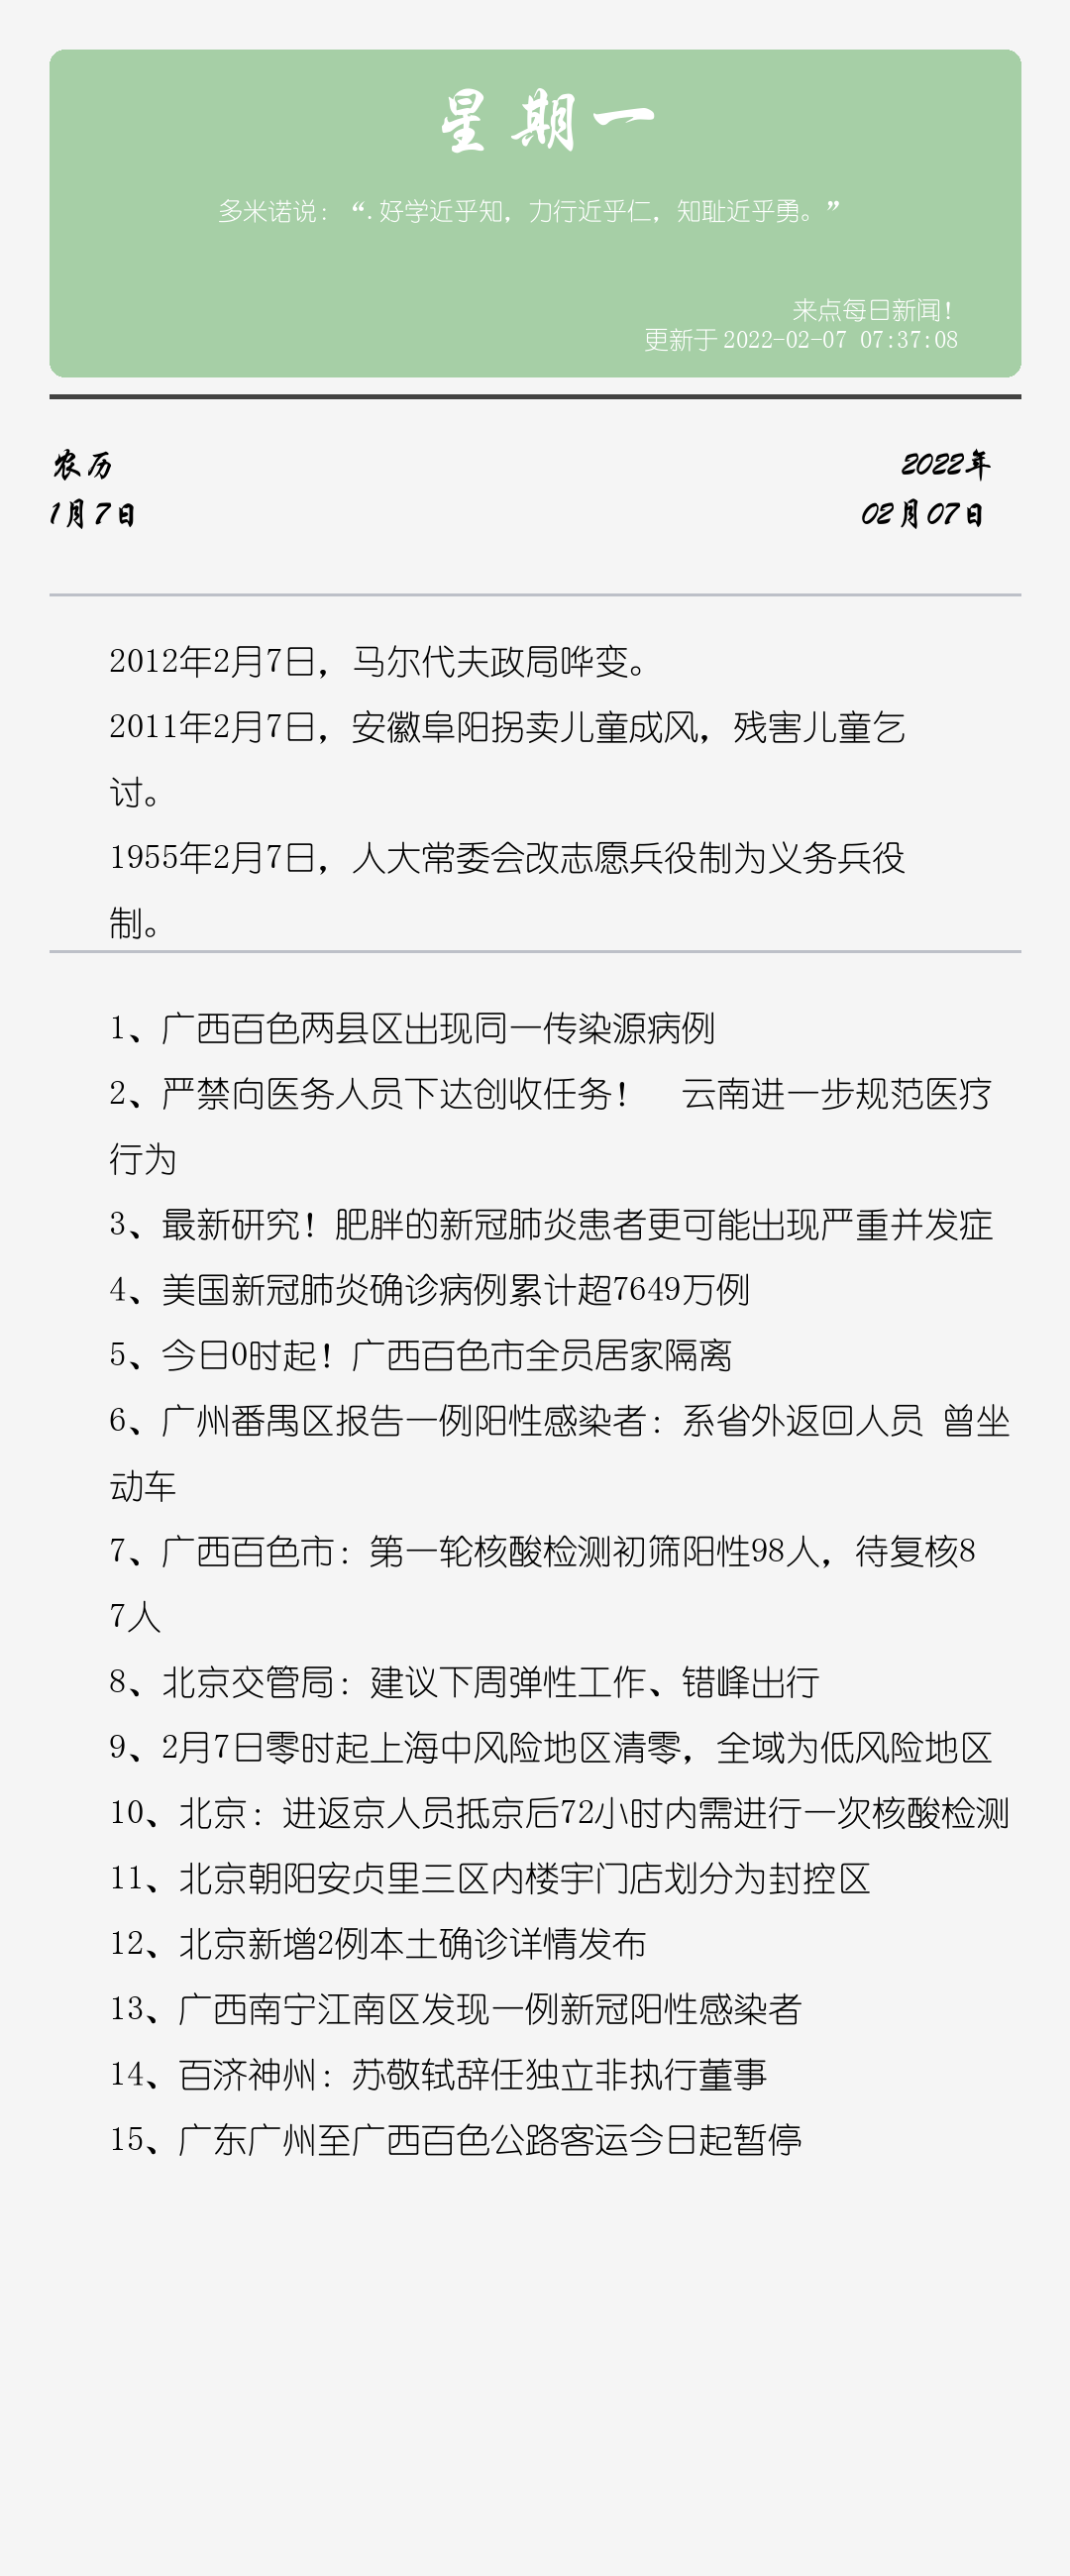 星期一
多米诺说：“.好学近乎知，力行近乎仁，知耻近乎勇。”
来点每日新闻！
更新于2022-02-07 07:37:08
农历
2022年
1月7日
02月07日
2012年2月7日，马尔代夫政局哗变。
2011年2月7日，安徽阜阳拐卖儿童成风，残害儿童乞
讨。
1955年2月7日，人大常委会改志愿兵役制为义务兵役
制。
1、广西百色两县区出现同一传染源病例
2、严禁向医务人员下达创收任务！　云南进一步规范医疗
行为
3、最新研究！肥胖的新冠肺炎患者更可能出现严重并发症
4、美国新冠肺炎确诊病例累计超7649万例
5、今日0时起！广西百色市全员居家隔离
6、广州番禺区报告一例阳性感染者：系省外返回人员 曾坐
动车
7、广西百色市：第一轮核酸检测初筛阳性98人，待复核8
7人
8、北京交管局：建议下周弹性工作、错峰出行
9、2月7日零时起上海中风险地区清零，全域为低风险地区
10、北京：进返京人员抵京后72小时内需进行一次核酸检测
11、北京朝阳安贞里三区内楼宇门店划分为封控区
12、北京新增2例本土确诊详情发布
13、广西南宁江南区发现一例新冠阳性感染者
14、百济神州：苏敬轼辞任独立非执行董事
15、广东广州至广西百色公路客运今日起暂停